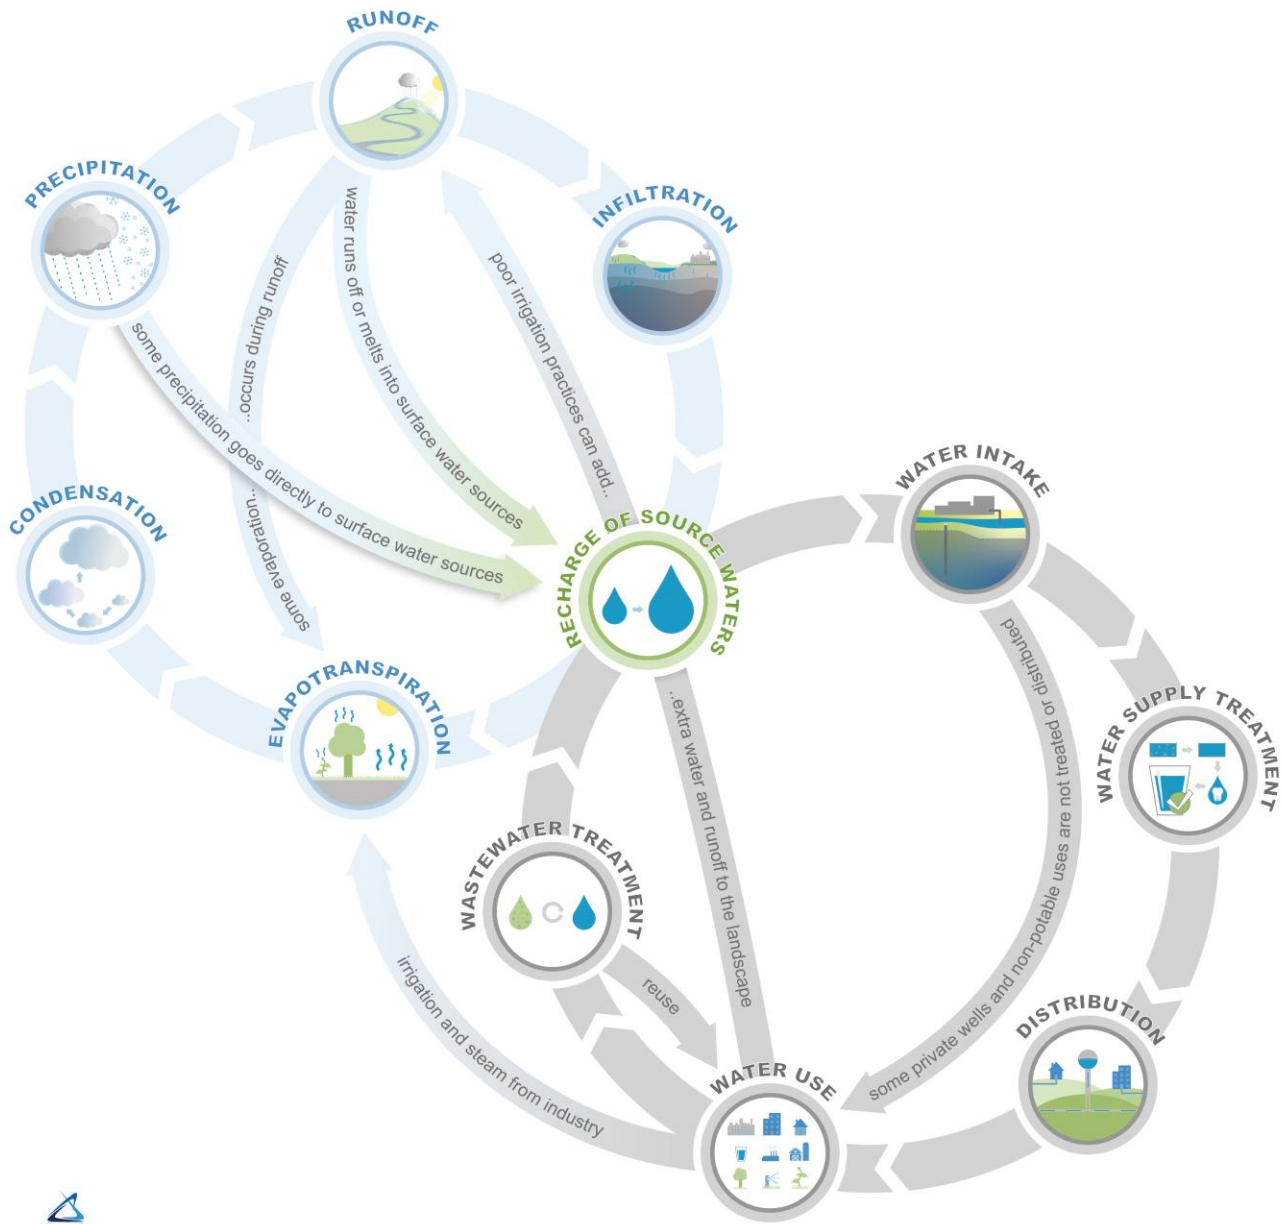 RUNOFF
PRECIPITATION
INFILTRATION
CONDENSATION
EVAPOTRANSPIRATION
RECHARGE OF SOURCE WATERS
some precipitation goes directly to surface water sources
some evaporation...
...occurs during runoff
water runs off or melts into surface water sources
poor irrigation practices can add...
...extra water and runoff to the landscape
WATER INTAKE
WATER SUPPLY TREATMENT
some private wells and non-potable uses are not treated or distributed
DISTRIBUTION
WATER USE
WASTEWATER TREATMENT
reuse
irrigation and steam from industry